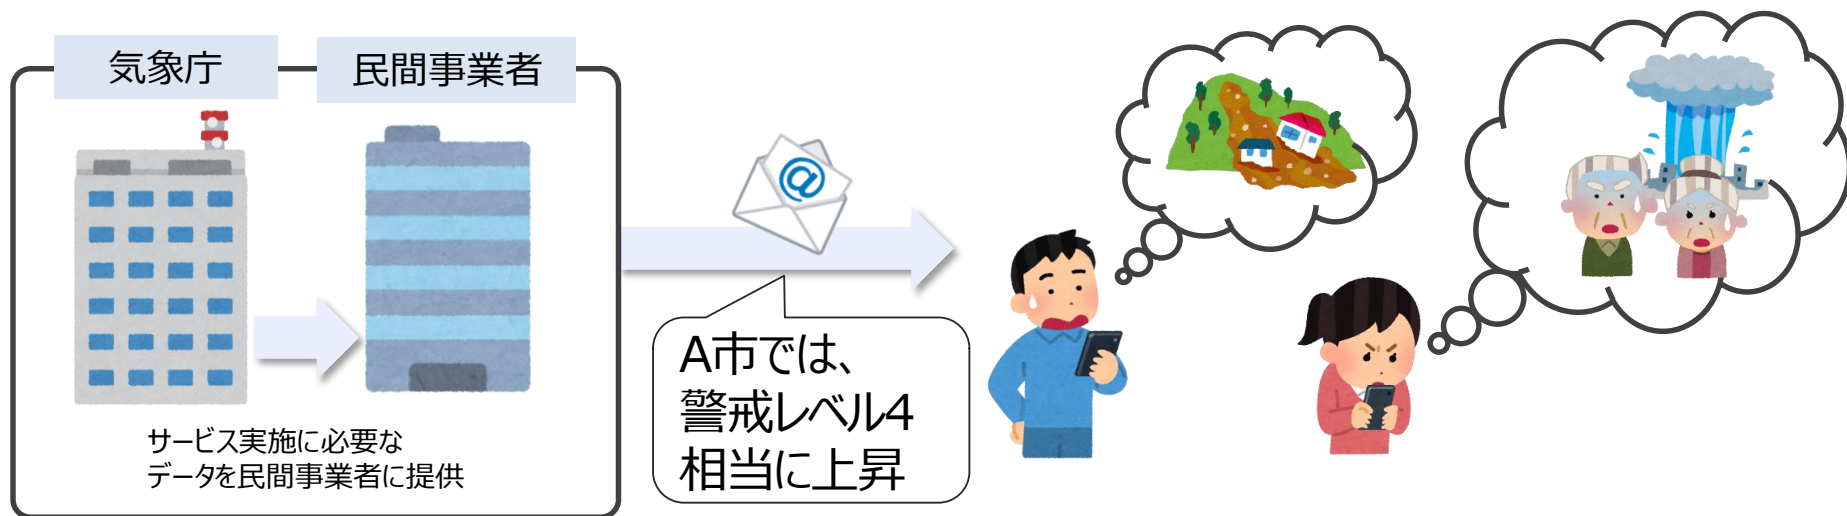 気象庁
民間事業者
サービス実施に必要な
データを民間事業者に提供
@
A市では、
警戒レベル4
相当に上昇